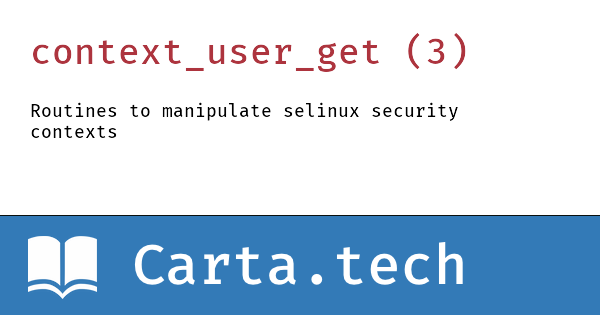 context_user_get (3)
Routines to manipulate selinux security
contexts
Carta.tech